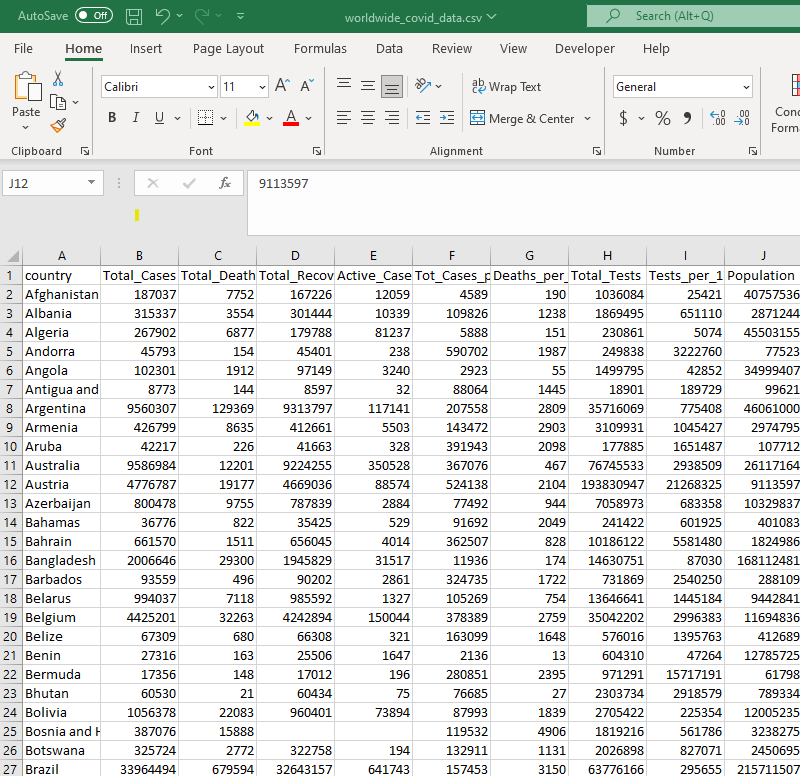 AutoSave Off worldwide_covid_data.csv Search (Alt+Q)
File Home Insert Page Layout Formulas Data Review View Developer Help
Calibri 11 A A ab Wrap Text General
Paste B I U A Merge & Center $ % 9 .00 .00
Clipboard Font Alignment Number
J12 fx 9113597
A B C D E F G H I J
1 country Total_Cases Total_Death Total_Recov Active_Case Tot_Cases_p Deaths_per_ Total_Tests Tests_per_1 Population
2 Afghanistan 187037 7752 167226 12059 4589 190 1036084 25421 40757536
3 Albania 315337 3554 301444 10339 109826 1238 1869495 651110 2871244
4 Algeria 267902 6877 179788 81237 5888 151 230861 5074 45503155
5 Andorra 45793 154 45401 238 590702 1987 249838 3222760 77523
6 Angola 102301 1912 97149 3240 2923 55 1499795 42852 34999407
7 Antigua and 8773 144 8597 32 88064 1445 18901 189729 99621
8 Argentina 9560307 129369 9313797 117141 207558 2809 35716069 775408 46061000
9 Armenia 426799 8635 412661 5503 143472 2903 3109931 1045427 2974795
10 Aruba 42217 226 41663 328 391943 2098 177885 1651487 107712
11 Australia 9586984 12201 9224255 350528 367076 467 76745533 2938509 26117164
12 Austria 4776787 19177 4669036 88574 524138 2104 193830947 21268325 9113597
13 Azerbaijan 800478 9755 787839 2884 77492 944 7058973 683358 10329837
14 Bahamas 36776 822 35425 529 91692 2049 241422 601925 401083
15 Bahrain 661570 1511 656045 4014 362507 828 10186122 5581480 1824986
16 Bangladesh 2006646 29300 1945829 31517 11936 174 14630751 87030 168112481
17 Barbados 93559 496 90202 2861 324735 1722 731869 2540250 288109
18 Belarus 994037 7118 985592 1327 105269 754 13646641 1445184 9442841
19 Belgium 4425201 32263 4242894 150044 378389 2759 35042202 2996383 11694836
20 Belize 67309 680 66308 321 163099 1648 576016 1395763 412689
21 Benin 27316 163 25506 1647 2136 13 604310 47264 12785725
22 Bermuda 17356 148 17012 196 280851 2395 971291 15717191 61798
23 Bhutan 60530 21 60434 75 76685 27 2303734 2918579 789334
24 Bolivia 1056378 22083 960401 73894 87993 1839 2705422 225354 12005235
25 Bosnia and H 387076 15888 119532 4906 1819216 561786 3238275
26 Botswana 325724 2772 322758 194 132911 1131 2026898 827071 2450695
27 Brazil 33964494 679594 32643157 641743 157453 3150 63776166 295655 215711507